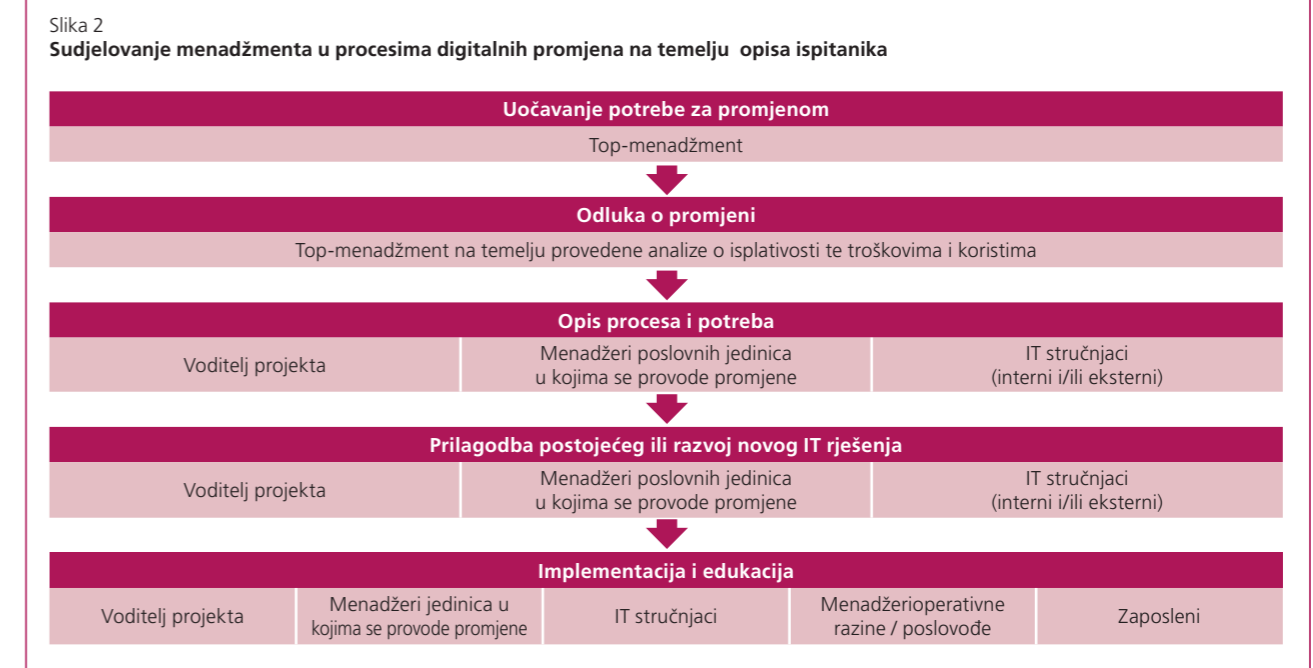 Slika 2
Sudjelovanje menadžmenta u procesima digitalnih promjena na temelju opisa ispitanika
Uočavanje potrebe za promjenom
Top-menadžment
Odluka o promjeni
Top-menadžment na temelju provedene analize o isplativosti te troškovima i koristima
Opis procesa i potreba
Voditelj projekta
Menadžeri poslovnih jedinica
u kojima se provode promjene
IT stručnjaci
(interni i/ili eksterni)
Prilagodba postojećeg ili razvoj novog IT rješenja
Voditelj projekta
Menadžeri poslovnih jedinica
u kojima se provode promjene
IT stručnjaci
(interni i/ili eksterni)
Implementacija i edukacija
Voditelj projekta
Menadžeri jedinica u
kojima se provode promjene
IT stručnjaci
Menadžerioperativne
razine / poslovođe
Zaposleni